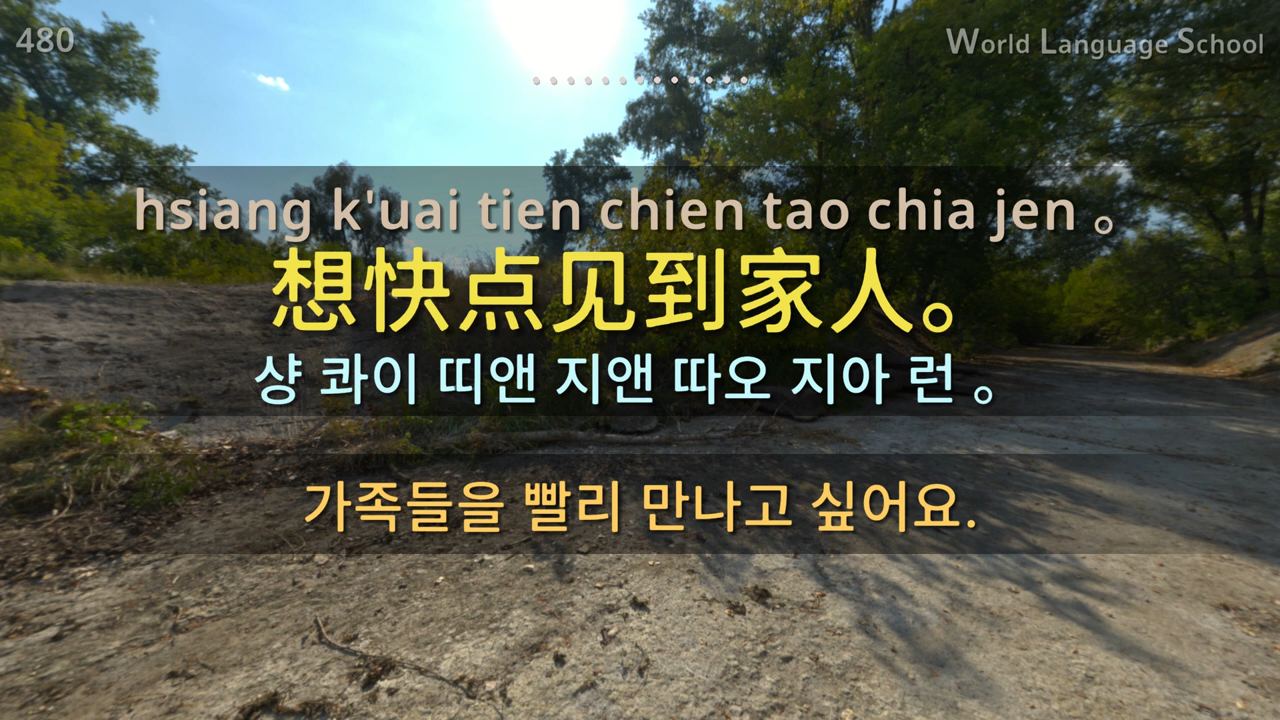 480
World Language School
hsiang k'uai tien chien tao chia jen 。
想快点见到家人。
샹 콰이 띠앤 지앤 따오 지아 런 。
가족들을 빨리 만나고 싶어요.